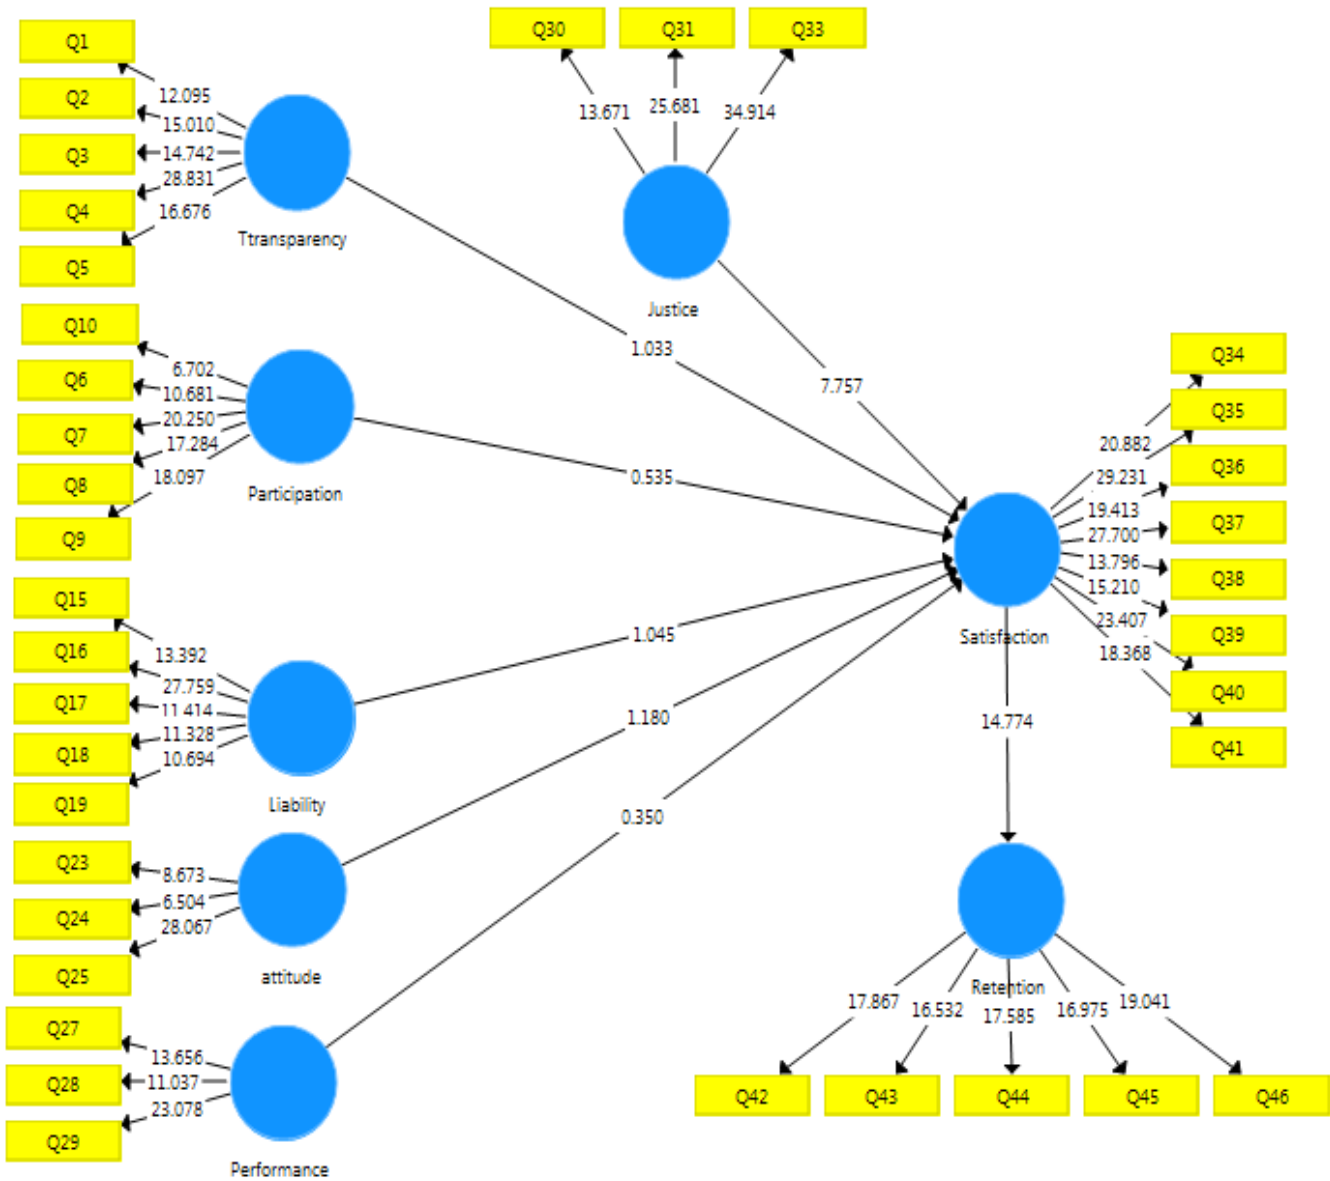 Q1
Q2
Q3
Q4
Q5
12.095
15.010
14.742
28.831
16.676
Ttransparency
Q30
Q31
Q33
13.671
25.681
34.914
Justice
Q10
Q6
Q7
Q8
Q9
6.702
10.681
20.250
17.284
18.097
Participation
1.033
7.757
0.535
1.045
1.180
0.350
Q15
Q16
Q17
Q18
Q19
13.392
27.759
11.414
11.328
10.694
Liability
Q23
Q24
Q25
8.673
6.504
28.067
attitude
Q27
Q28
Q29
13.656
11.037
23.078
Performance
Satisfaction
20.882
29.231
19.413
27.700
13.796
15.210
23.407
18.368
Q34
Q35
Q36
Q37
Q38
Q39
Q40
Q41
14.774
Retention
17.867
16.532
17.585
16.975
19.041
Q42
Q43
Q44
Q45
Q46